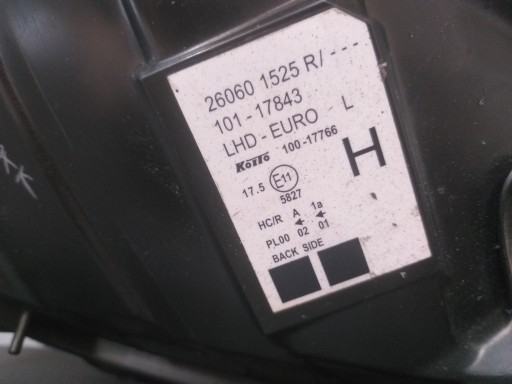 26060 1525 R/ ---
101-17843
LHD-EURO - L
KOITO 100-17766
H
17.5 E11
5827
HC/R A 1a
PL00 02 01
BACK SIDE